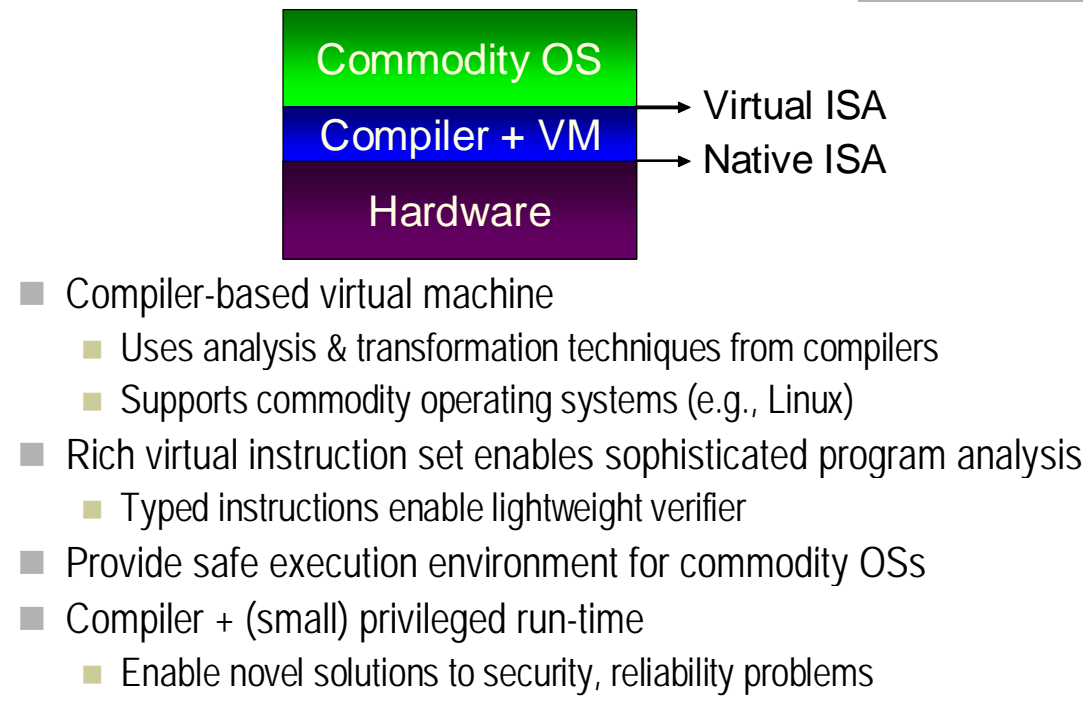 Commodity OS
Virtual ISA
Compiler + VM
Native ISA
Hardware
Compiler-based virtual machine
Uses analysis & transformation techniques from compilers
Supports commodity operating systems (e.g., Linux)
Rich virtual instruction set enables sophisticated program analysis
Typed instructions enable lightweight verifier
Provide safe execution environment for commodity OSs
Compiler + (small) privileged run-time
Enable novel solutions to security, reliability problems